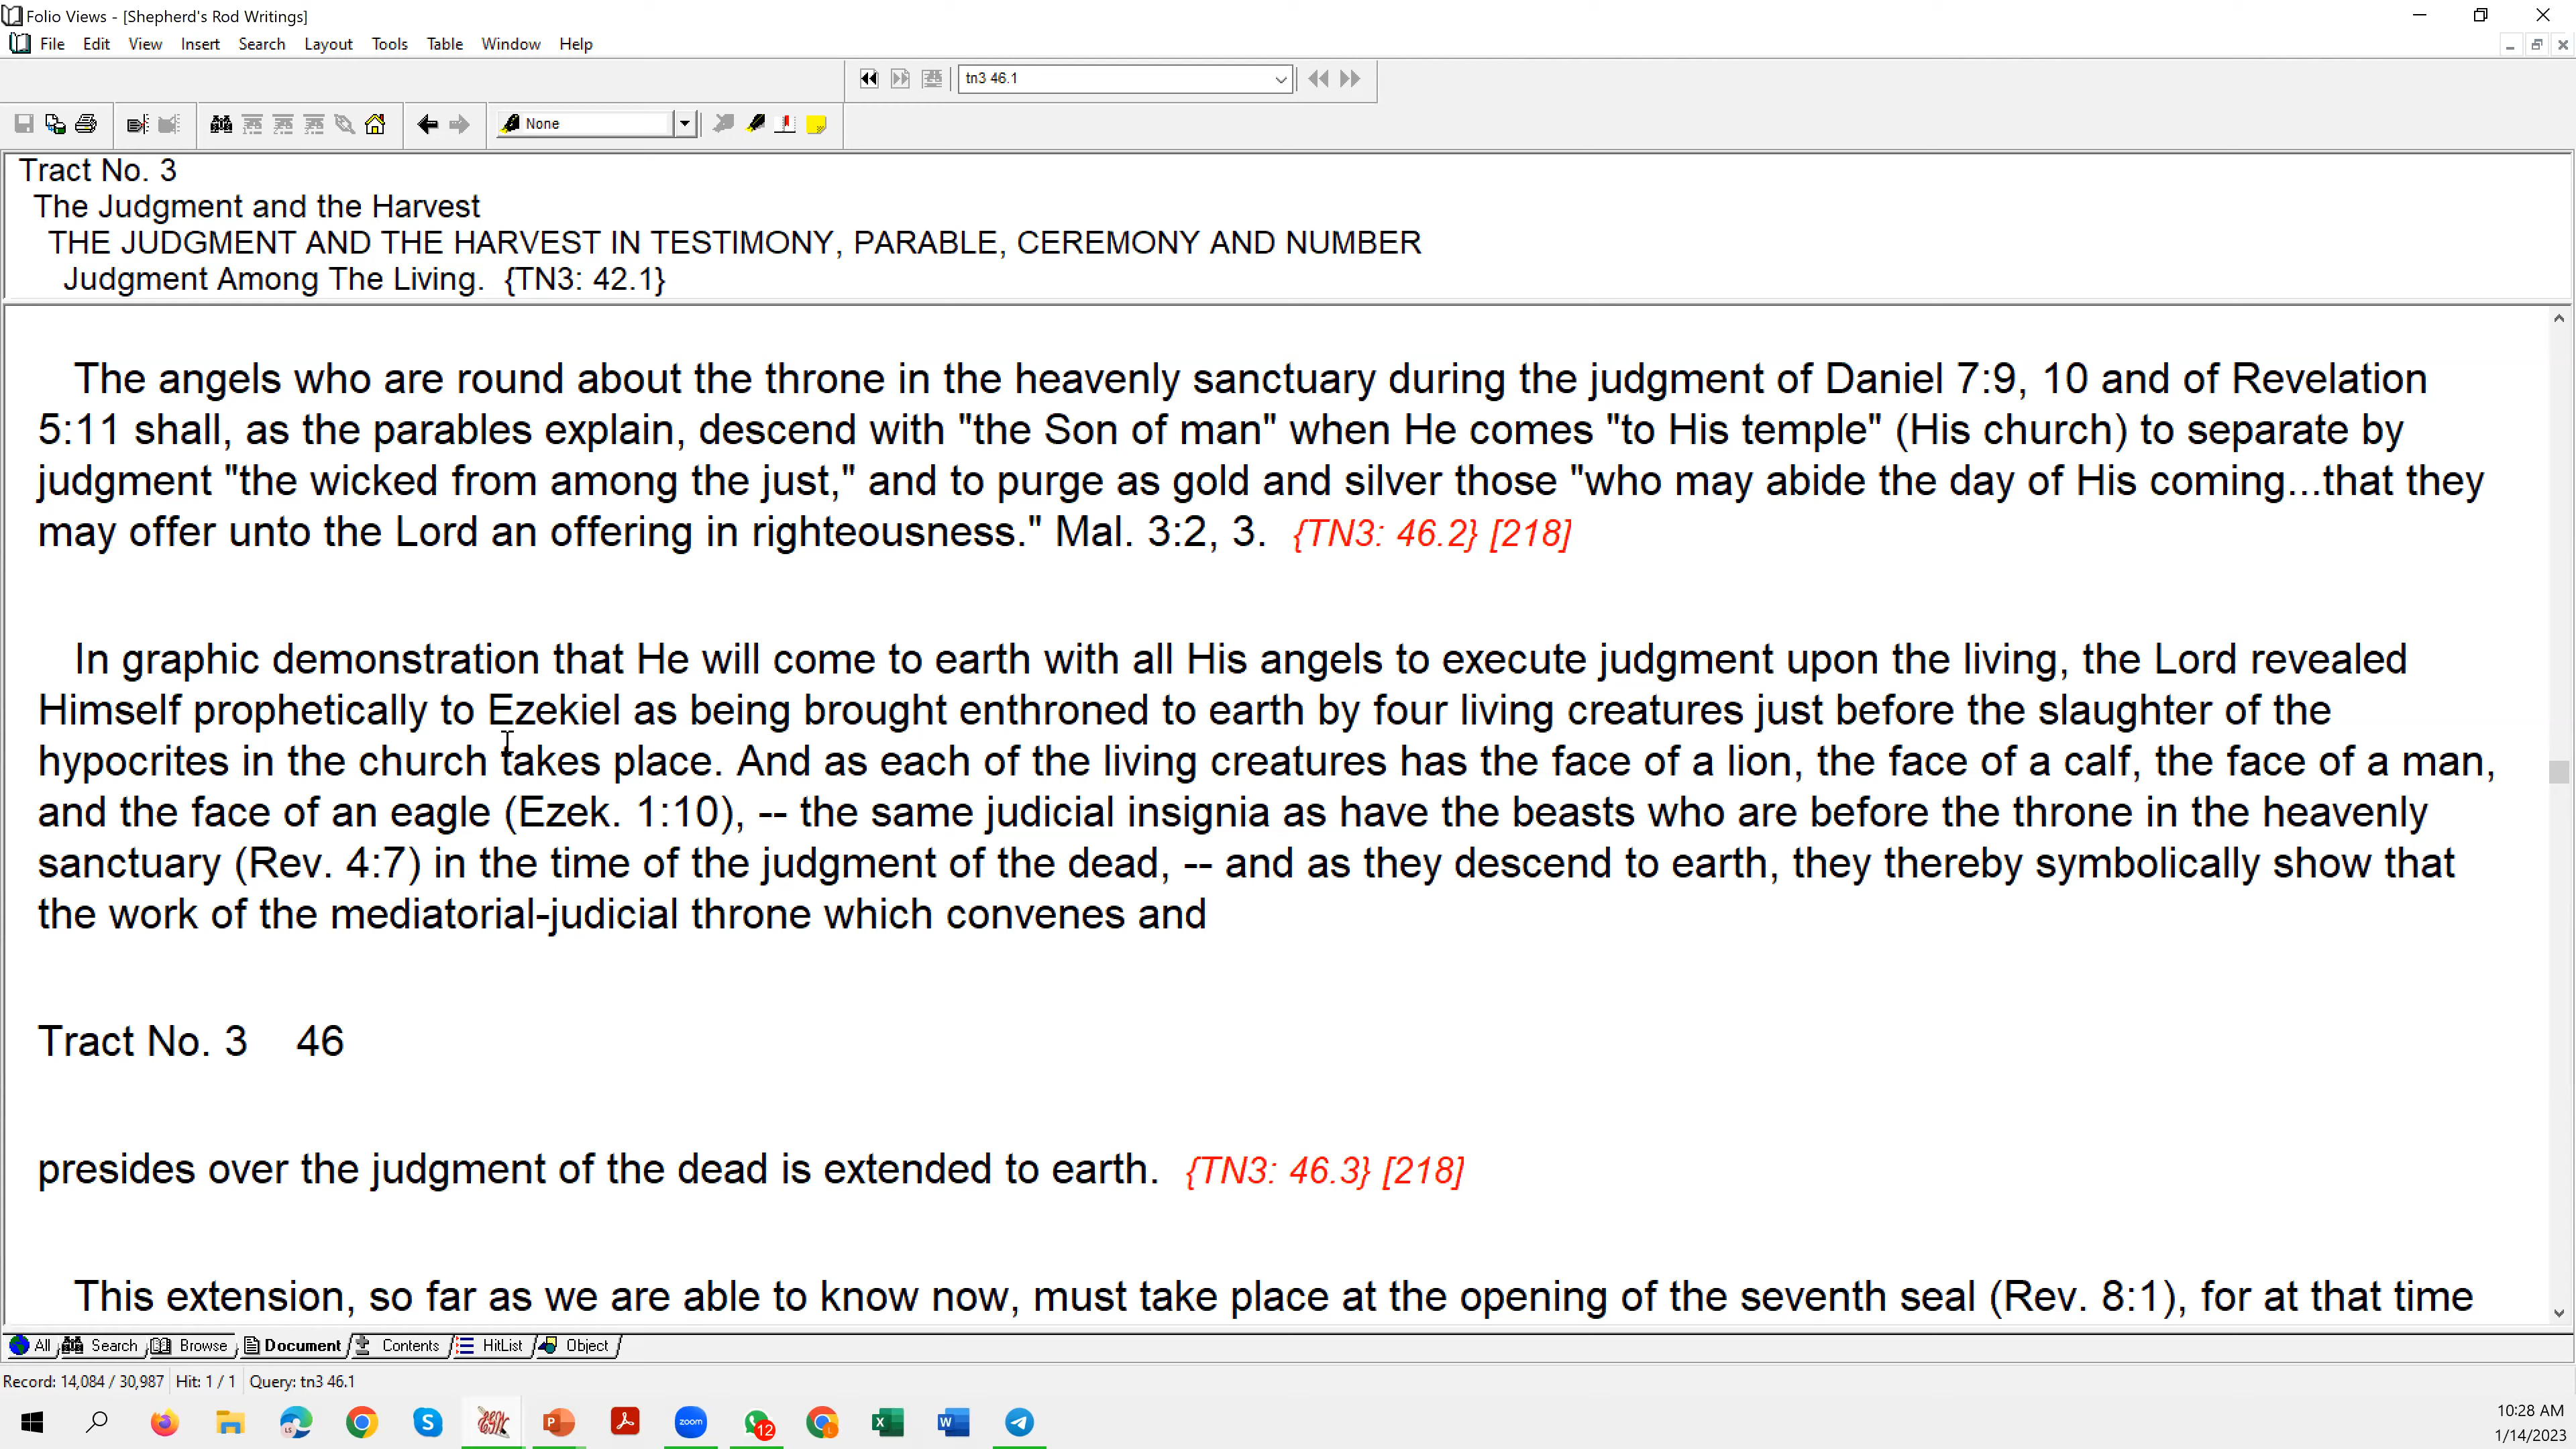 Folio Views - [Shepherd's Rod Writings]
File Edit View Insert Search Layout Tools Table Window Help
tn3 46.1
None
Tract No. 3
The Judgment and the Harvest
THE JUDGMENT AND THE HARVEST IN TESTIMONY, PARABLE, CEREMONY AND NUMBER
Judgment Among The Living. {TN3: 42.1}
The angels who are round about the throne in the heavenly sanctuary during the judgment of Daniel 7:9, 10 and of Revelation
5:11 shall, as the parables explain, descend with "the Son of man" when He comes "to His temple" (His church) to separate by
judgment "the wicked from among the just," and to purge as gold and silver those "who may abide the day of His coming...that they
may offer unto the Lord an offering in righteousness." Mal. 3:2, 3. {TN3: 46.2} [218]
In graphic demonstration that He will come to earth with all His angels to execute judgment upon the living, the Lord revealed
Himself prophetically to Ezekiel as being brought enthroned to earth by four living creatures just before the slaughter of the
hypocrites in the church takes place. And as each of the living creatures has the face of a lion, the face of a calf, the face of a man,
and the face of an eagle (Ezek. 1:10), -- the same judicial insignia as have the beasts who are before the throne in the heavenly
sanctuary (Rev. 4:7) in the time of the judgment of the dead, -- and as they descend to earth, they thereby symbolically show that
the work of the mediatorial-judicial throne which convenes and
Tract No. 3 46
presides over the judgment of the dead is extended to earth. {TN3: 46.3} [218]
This extension, so far as we are able to know now, must take place at the opening of the seventh seal (Rev. 8:1), for at that time
All Search Browse Document Contents HitList Object
Record: 14,084 / 30,987 Hit: 1 / 1 Query: tn3 46.1
zoom 12
10:28 AM
1/14/2023